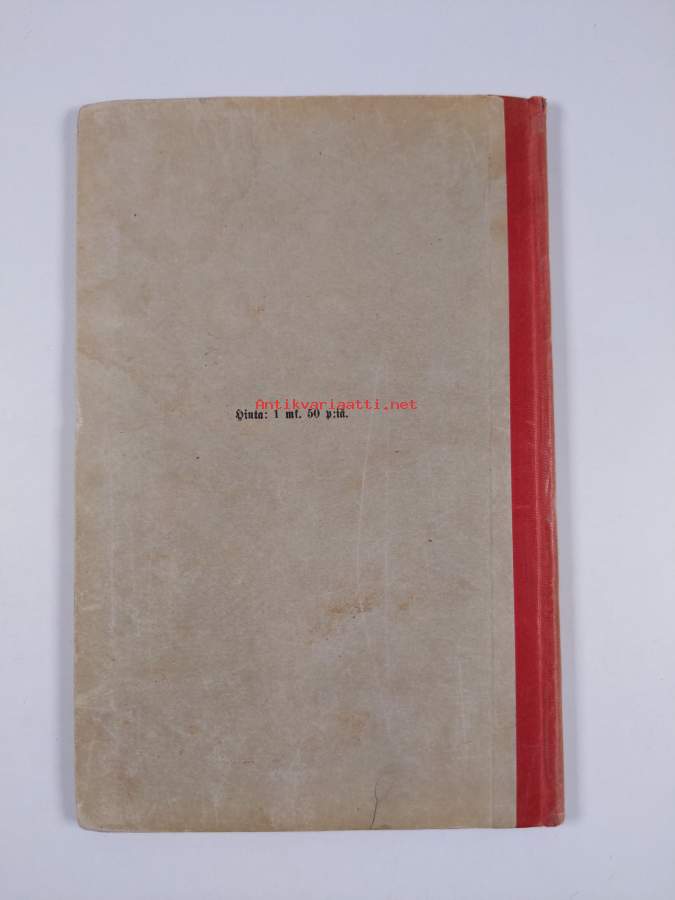 Antikvariaatti.net
Hinta: 1 mk. 50 p:iä.